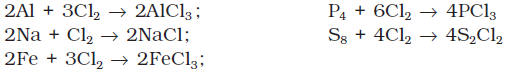 2Al + 3Cl₂ → 2AlCl₃; P₄ + 6Cl₂ → 4PCl₃
2Na + Cl₂ → 2NaCl; S₈ + 4Cl₂ → 4S₂Cl₂
2Fe + 3Cl₂ → 2FeCl₃;